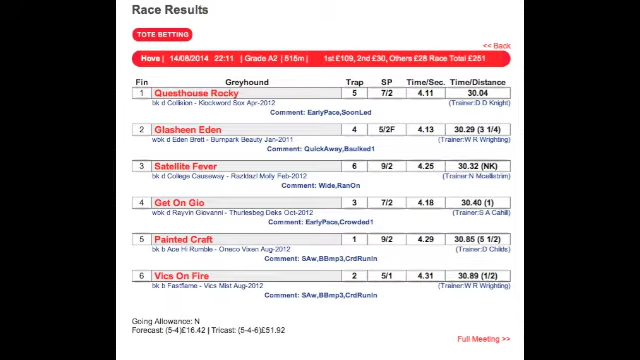 Race Results
TOTE BETTING
<< Back
Hove | 14/08/2014 | 22:11 | Grade A2 | 515m | 1st £109, 2nd £30, Others £28 Race Total £251
Fin Greyhound Trap SP Time/Sec. Time/Distance
1 Questhouse Rocky 5 7/2 4.11 30.04
bk d Collision - Klockword Sox Apr-2012 (Trainer:D D Knight)
Comment: EarlyPace,SoonLed
2 Glasheen Eden 4 5/2F 4.13 30.29 (3 1/4)
wbk d Eden Brett - Bumpark Beauty Jan-2011 (Trainer:W R Wrighting)
Comment: QuickAway,Baulked1
3 Satellite Fever 6 9/2 4.25 30.32 (NK)
bk d College Causeway - Razldazl Molly Feb-2012 (Trainer:N Mcellistrim)
Comment: Wide,RanOn
4 Get On Gio 3 7/2 4.18 30.40 (1)
wbk d Rayvin Giovanni - Thurlesbeg Deks Oct-2012 (Trainer:S A Cahill)
Comment: EarlyPace,Crowded1
5 Painted Craft 1 9/2 4.29 30.85 (5 1/2)
bk b Ace Hi Rumble - Oneco Vixen Aug-2012 (Trainer:D Childs)
Comment: SAw,BBmp3,CrdRunIn
6 Vics On Fire 2 5/1 4.31 30.89 (1/2)
bk b Fastflame - Vics Mist Aug-2012 (Trainer:W R Wrighting)
Comment: SAw,BBmp3,CrdRunIn
Going Allowance: N
Forecast: (5-4)£16.42 | Tricast: (5-4-6)£51.92
Full Meeting >>